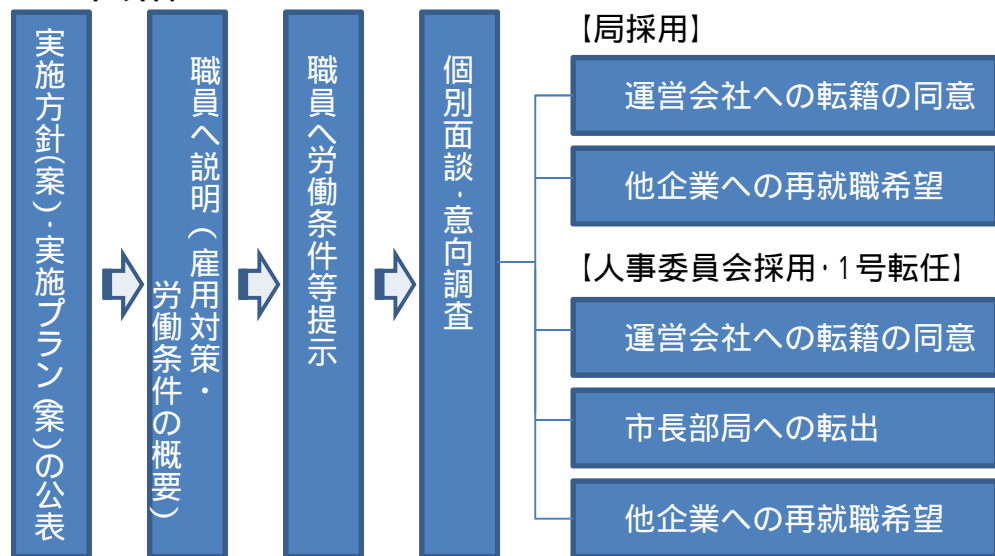 実施方針(案)・実施プラン(案)の公表
職員へ説明(雇用対策・
労働条件の概要)
職員へ労働条件等提示
個別面談・意向調査
【局採用】
運営会社への転籍の同意
他企業への再就職希望
【人事委員会採用・1号転任】
運営会社への転籍の同意
市長部局への転出
他企業への再就職希望